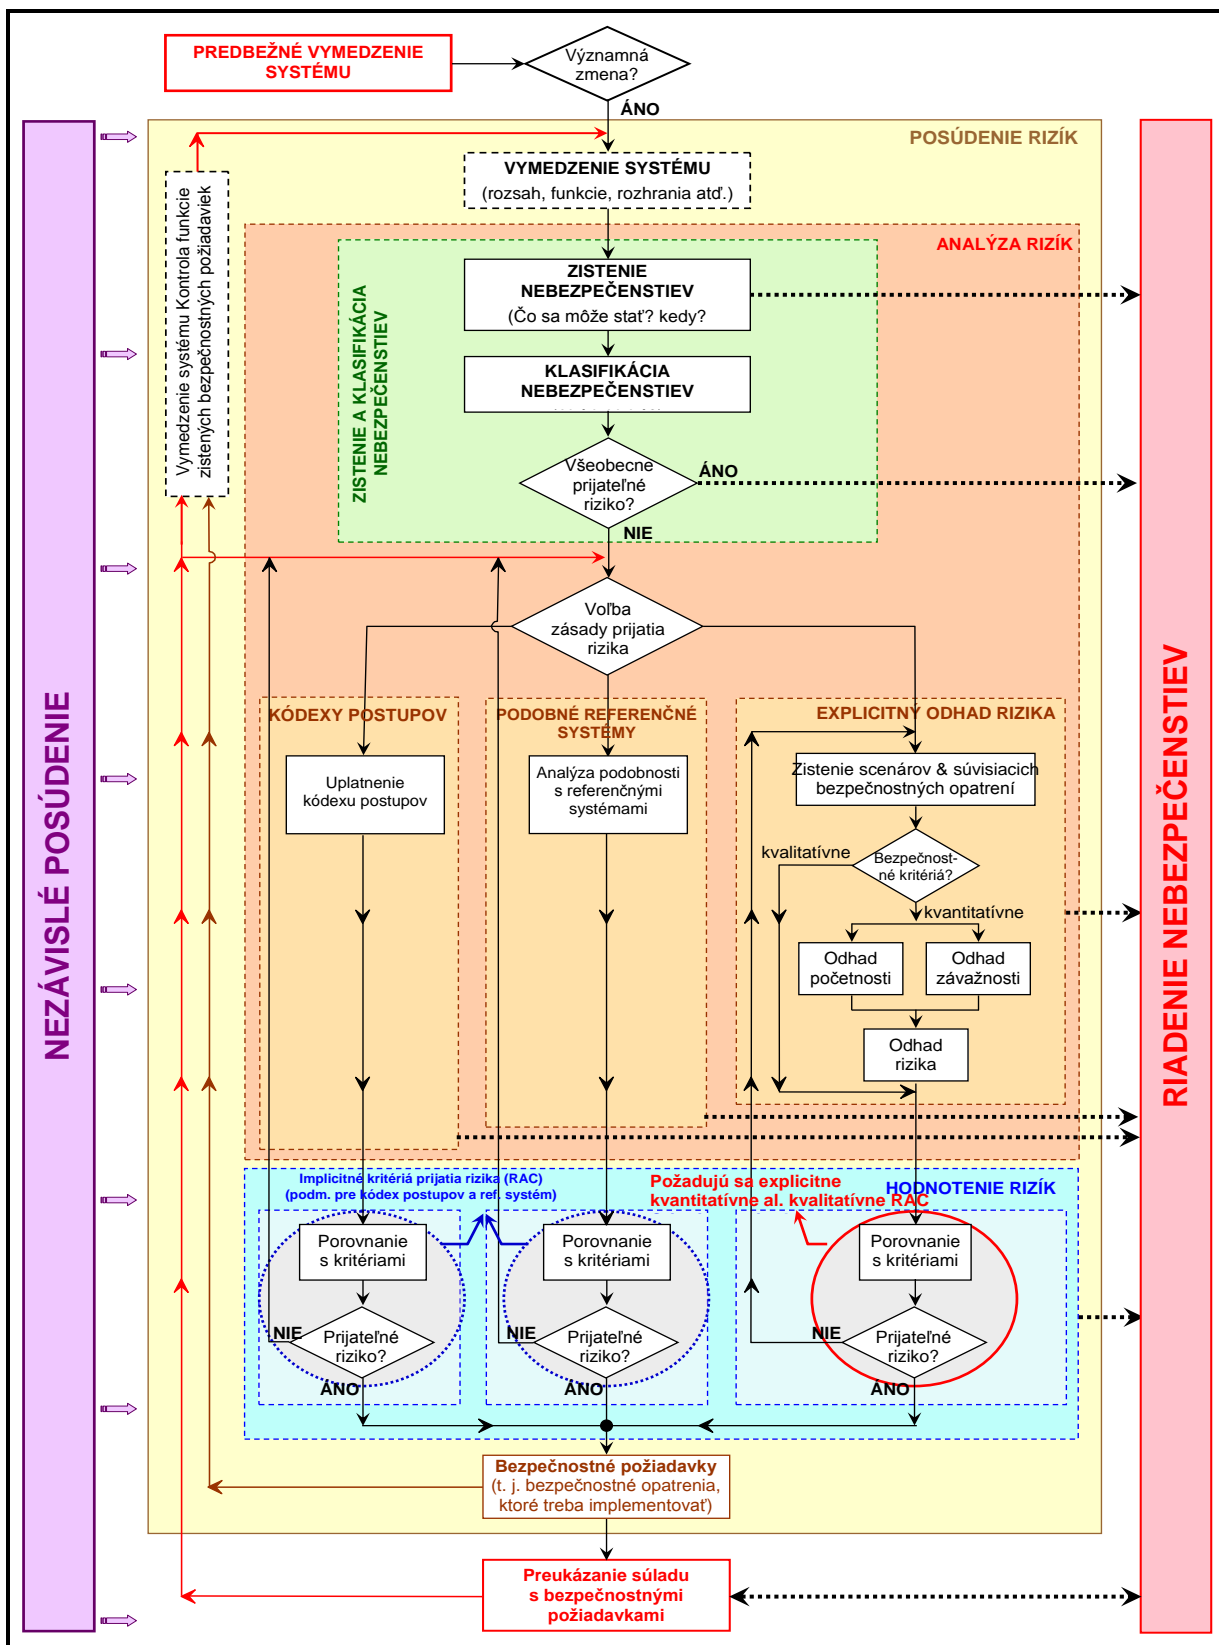 PREDBEŽNÉ VYMEDZENIE
SYSTÉMU
Významná
zmena?
ÁNO
NEZÁVISLÉ POSÚDENIE
RIADENIE NEBEZPEČENSTIEV
POSÚDENIE RIZÍK
Vymedzenie systému Kontrola funkcie
zistených bezpečnostných požiadaviek
VYMEDZENIE SYSTÉMU
(rozsah, funkcie, rozhrania atď.)
ANALÝZA RIZÍK
ZISTENIE A KLASIFIKÁCIA
NEBEZPEČENSTIEV
ZISTENIE
NEBEZPEČENSTIEV
(Čo sa môže stať? kedy?
KLASIFIKÁCIA
NEBEZPEČENSTIEV
Všeobecne
prijateľné
riziko?
ÁNO
NIE
Voľba
zásady prijatia
rizika
KÓDEXY POSTUPOV
Uplatnenie
kódexu postupov
PODOBNÉ REFERENČNÉ
SYSTÉMY
Analýza podobnosti
s referenčnými
systémami
EXPLICITNÝ ODHAD RIZIKA
Zistenie scenárov & súvisiacich
bezpečnostných opatrení
kvalitatívne
Bezpečnost-
né kritériá?
kvantitatívne
Odhad
početnosti
Odhad
závažnosti
Odhad
rizika
Implicitné kritériá prijatia rizika (RAC)
(podm. pre kódex postupov a ref. systém)
Požadujú sa explicitne
kvantitatívne al. kvalitatívne RAC
HODNOTENIE RIZÍK
Porovnanie
s kritériami
NIE
Prijateľné
riziko?
ÁNO
Porovnanie
s kritériami
NIE
Prijateľné
riziko?
ÁNO
Porovnanie
s kritériami
NIE
Prijateľné
riziko?
ÁNO
Bezpečnostné požiadavky
(t. j. bezpečnostné opatrenia,
ktoré treba implementovať)
Preukázanie súladu
s bezpečnostnými
požiadavkami